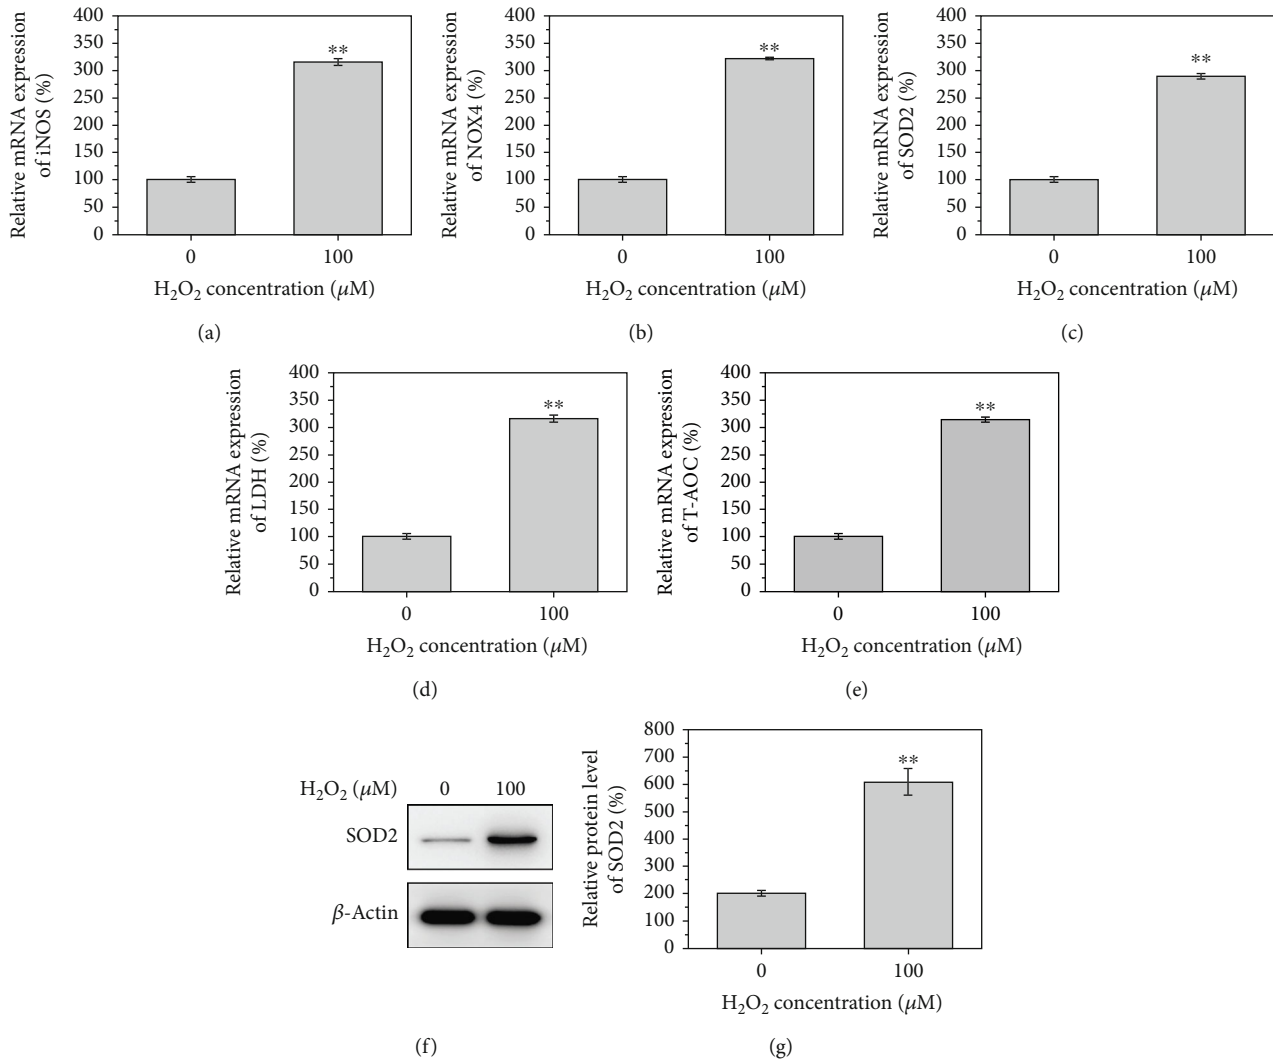 Relative mRNA expression
of iNOS (%)
400
350
300
250
200
150
100
50
0
**
0
100
H₂O₂ concentration (μM)
(a)
Relative mRNA expression
of NOX4 (%)
400
350
300
250
200
150
100
50
0
**
0
100
H₂O₂ concentration (μM)
(b)
Relative mRNA expression
of SOD2 (%)
400
350
300
250
200
150
100
50
0
**
0
100
H₂O₂ concentration (μM)
(c)
Relative mRNA expression
of LDH (%)
400
350
300
250
200
150
100
50
0
**
0
100
H₂O₂ concentration (μM)
(d)
Relative mRNA expression
of T-AOC (%)
400
350
300
250
200
150
100
50
0
**
0
100
H₂O₂ concentration (μM)
(e)
H₂O₂ (μM) 0 100
SOD2
β-Actin
(f)
Relative protein level
of SOD2 (%)
800
700
600
500
400
300
200
100
0
**
0
100
H₂O₂ concentration (μM)
(g)